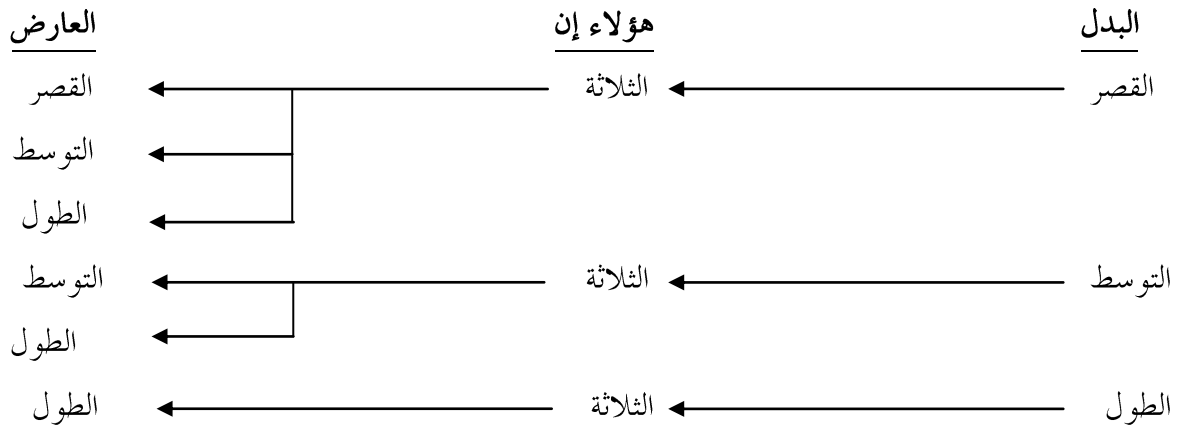 البدل هؤلاء إن العارض
القصر الثلاثة القصر
التوسط
الطول
التوسط الثلاثة التوسط
الطول
الطول الثلاثة الطول